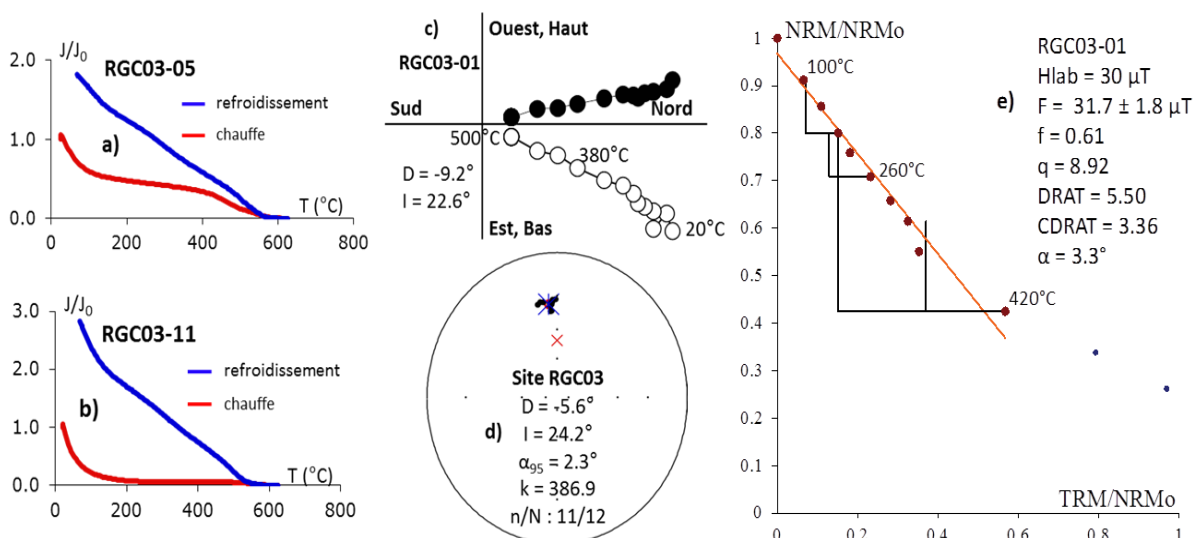 J/J₀
RGC03-05
2.0
refroidissement
chauffe
a)
1.0
T (°C)
0.0
0 200 400 600 800
J/J₀
RGC03-11
3.0
refroidissement
chauffe
2.0
b)
1.0
T (°C)
0.0
0 200 400 600 800
c)
Ouest, Haut
RGC03-01
Sud
Nord
500°C
380°C
D = -9.2°
I = 22.6°
Est, Bas
20°C
Site RGC03
D = -5.6°
d)
I = 24.2°
α₉₅ = 2.3°
k = 386.9
n/N : 11/12
NRM/NRMo
1
100°C
0.9
0.8
260°C
0.7
0.6
0.5
420°C
0.4
0.3
0.2
0.1
0
0 0.2 0.4 0.6 0.8 1
TRM/NRMo
RGC03-01
Hlab = 30 µT
e)
F = 31.7 ± 1.8 µT
f = 0.61
q = 8.92
DRAT = 5.50
CDRAT = 3.36
α = 3.3°